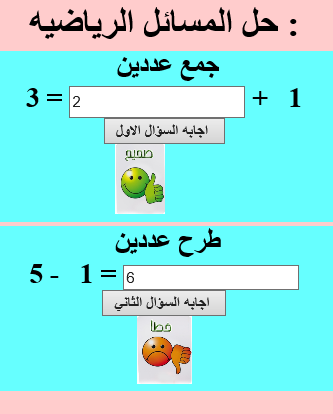 حل المسائل الرياضيه :
جمع عددين
3 = 2 + 1
اجابه السؤال الاول
صحيح
طرح عددين
5 - 1 = 6
اجابه السؤال الثاني
خطا